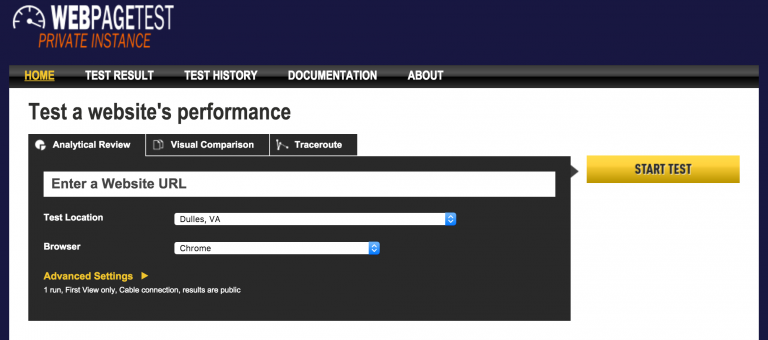 WEBPAGETEST
PRIVATE INSTANCE
HOME TEST RESULT TEST HISTORY DOCUMENTATION ABOUT
Test a website's performance
Analytical Review Visual Comparison Traceroute
START TEST
Enter a Website URL
Test Location Dulles, VA
Browser Chrome
Advanced Settings
1 run, First View only, Cable connection, results are public